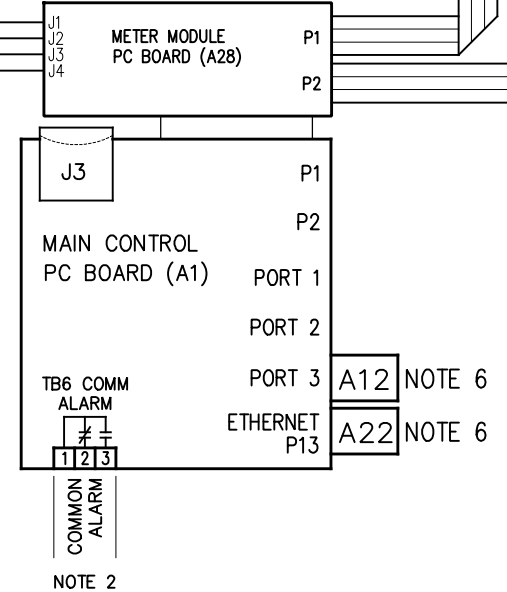 J1
J2
J3
J4
METER MODULE
PC BOARD (A28)
P1
P2
J3
P1
P2
MAIN CONTROL
PC BOARD (A1)
PORT 1
PORT 2
PORT 3
A12
NOTE 6
TB6 COMM
ALARM
ETHERNET
P13
A22
NOTE 6
1
2
3
COMMON
ALARM
NOTE 2